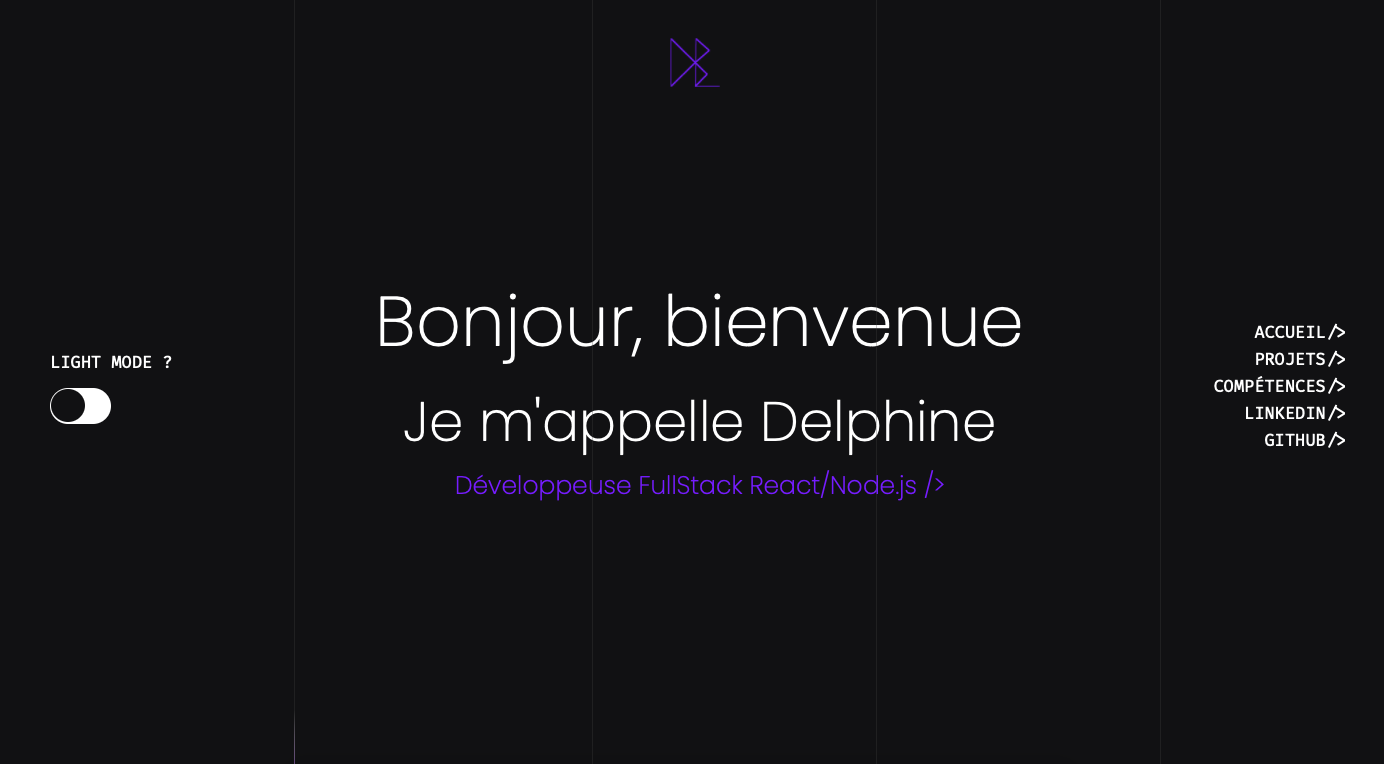 Bonjour, bienvenue
Je m'appelle Delphine
Développeuse FullStack React/Node.js />
LIGHT MODE ?
ACCUEIL/>
PROJETS/>
COMPÉTENCES/>
LINKEDIN/>
GITHUB/>